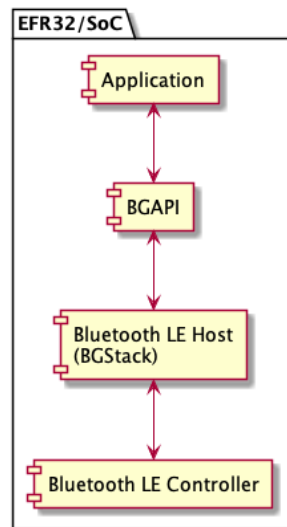 EFR32/SoC
Application
BGAPI
Bluetooth LE Host
(BGStack)
Bluetooth LE Controller